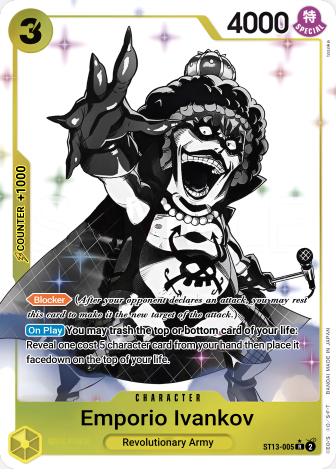 3
4000
特
SPECIAL
COUNTER +1000
Blocker (After your opponent declares an attack, you may rest
this card to make it the new target of the attack.)
On Play You may trash the top or bottom card of your life:
Reveal one cost 5 character card from your hand then place it
facedown on the top of your life.
CHARACTER
Emporio Ivankov
Revolutionary Army
ST13-005 R 2
BANDAI MADE IN JAPAN